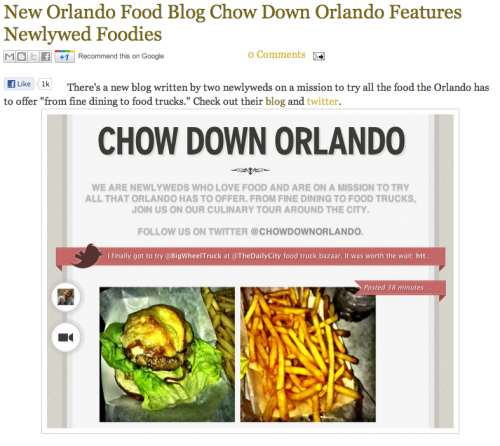 New Orlando Food Blog Chow Down Orlando Features
Newlywed Foodies
+1 Recommend this on Google
0 Comments
Like 1k
There's a new blog written by two newlyweds on a mission to try all the food the Orlando has
to offer "from fine dining to food trucks." Check out their blog and twitter.
CHOW DOWN ORLANDO
WE ARE NEWLYWEDS WHO LOVE FOOD AND ARE ON A MISSION TO TRY
ALL THAT ORLANDO HAS TO OFFER. FROM FINE DINING TO FOOD TRUCKS,
JOIN US ON OUR CULINARY TOUR AROUND THE CITY.
FOLLOW US ON TWITTER @CHOWDOWNORLANDO.
I finally got to try @BigWheelTruck at @TheDailyCity food truck bazaar. It was worth the wait: htt...
Posted 38 minutes ...